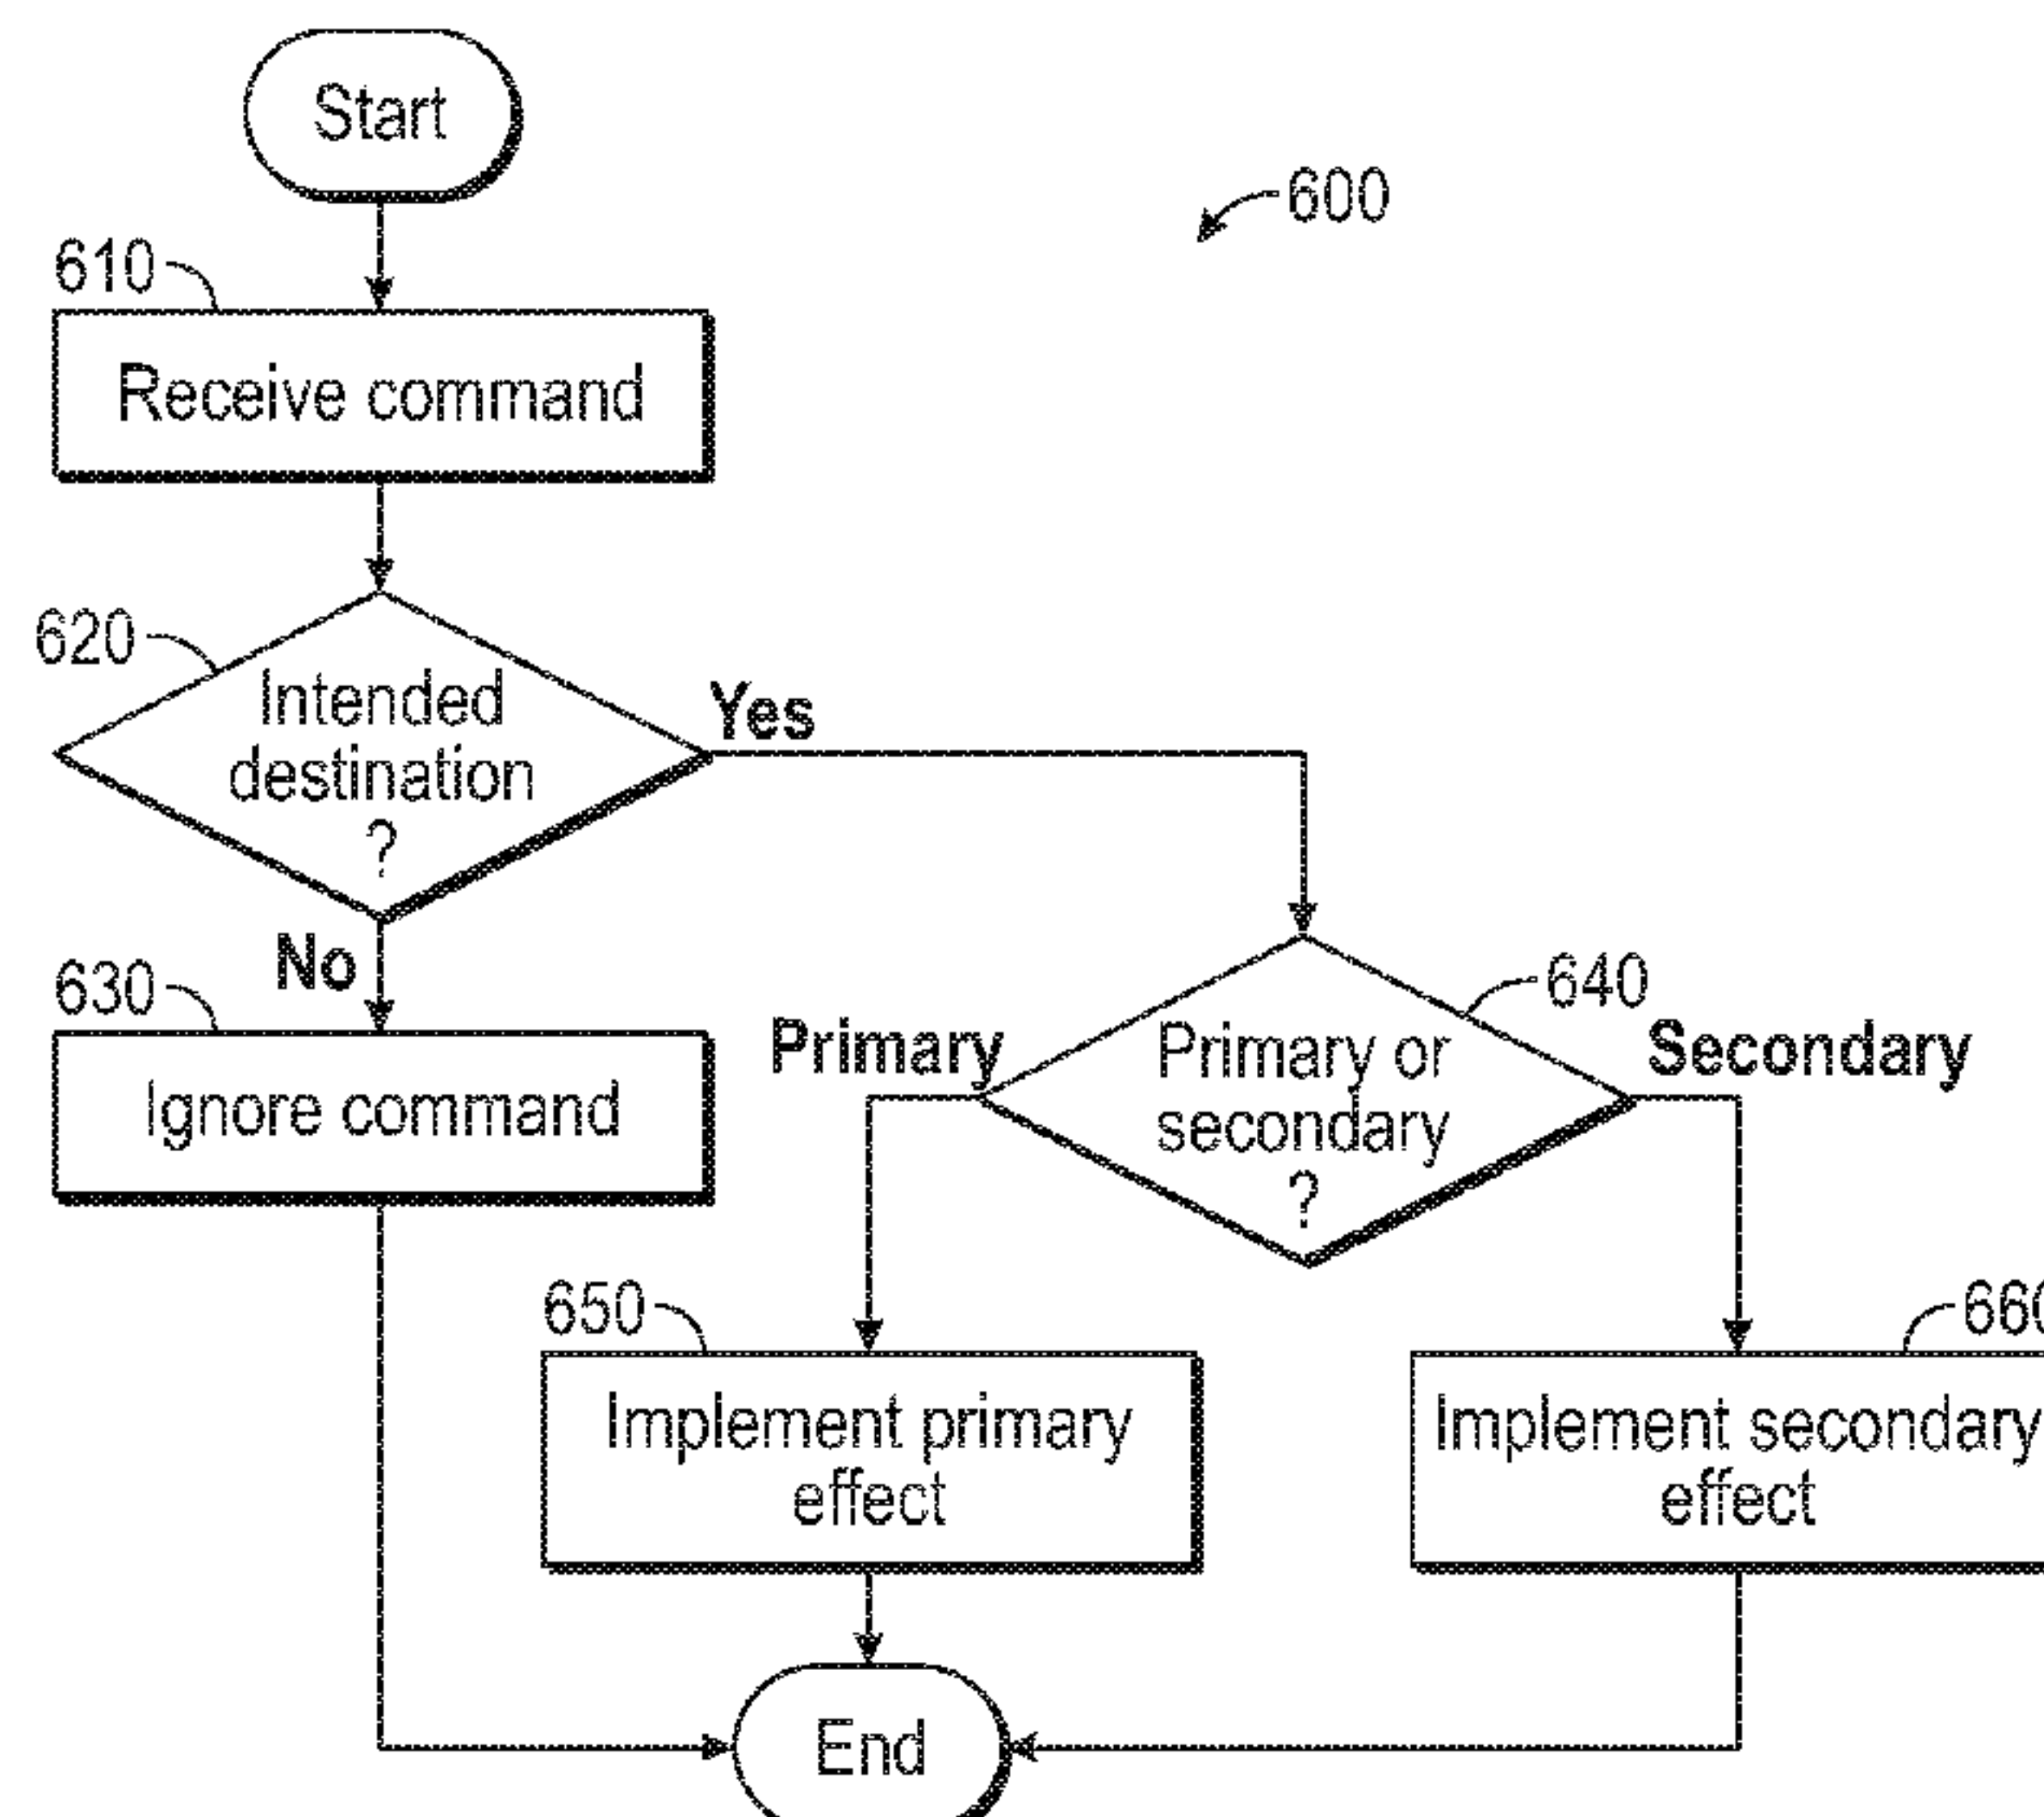 Start
600
610
Receive command
620
Intended
destination
?
Yes
No
630
Ignore command
640
Primary
Primary or
secondary
?
Secondary
650
Implement primary
effect
660
Implement secondary
effect
End